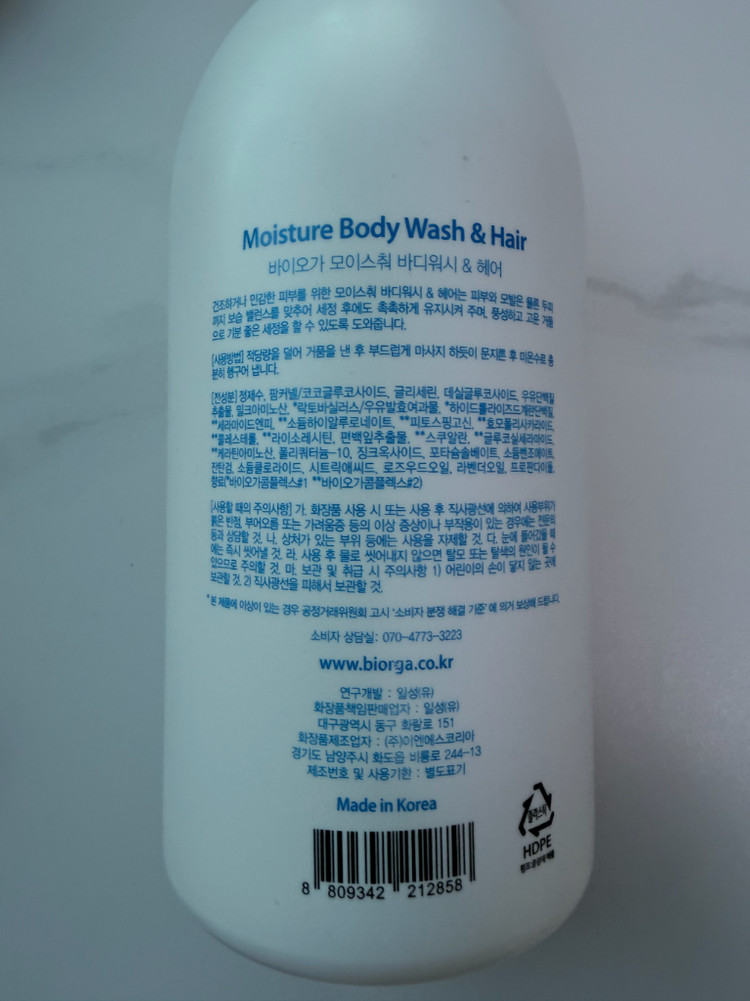 Moisture Body Wash & Hair
바이오가 모이스춰 바디워시 & 헤어
건조하거나 민감한 피부를 위한 모이스춰 바디워시 & 헤어는 피부와 모발은 물론 두피
까지 보습 밸런스를 맞추어 세정 후에도 촉촉하게 유지시켜 주며, 풍성하고 고운 거품
으로 기분 좋은 세정을 할 수 있도록 도와줍니다.
[사용방법] 적당량을 덜어 거품을 낸 후 부드럽게 마사지 하듯이 문지른 후 미온수로 충
분히 헹구어 냅니다.
[전성분] 정제수, 팜커넬/코코글루코사이드, 글리세린, 데실글루코사이드, 우유단백질
추출물, 밀크아미노산, *락토바실러스/우유발효여과물, *하이드롤라이즈드계란단백질,
**세라마이드엔피, **소듐하이알루로네이트, **피토스핑고신, **효모폴리사카라이드,
**콜레스테롤, **라이소레시틴, 편백잎추출물, **스쿠알란, **글루코실세라마이드,
**케라틴아미노산, 폴리쿼터늄-10, 징크옥사이드, 포타슘솔베이트, 소듐벤조에이트,
잔탄검, 소듐클로라이드, 시트릭애씨드, 로즈우드오일, 라벤더오일, 프로판다이올,
향료(*바이오가콤플렉스#1 **바이오가콤플렉스#2)
[사용할 때의 주의사항] 가. 화장품 사용 시 또는 사용 후 직사광선에 의하여 사용부위가
붉은 반점, 부어오름 또는 가려움증 등의 이상 증상이나 부작용이 있는 경우에는 전문의
등과 상담할 것. 나. 상처가 있는 부위 등에는 사용을 자제할 것. 다. 눈에 들어갔을 때
에는 즉시 씻어낼 것. 라. 사용 후 물로 씻어내지 않으면 탈모 또는 탈색의 원인이 될 수
있으므로 주의할 것. 마. 보관 및 취급 시 주의사항 1) 어린이의 손이 닿지 않는 곳에
보관할 것. 2) 직사광선을 피해서 보관할 것.
* 본 제품에 이상이 있는 경우 공정거래위원회 고시 '소비자 분쟁 해결 기준' 에 의거 보상해 드립니다.
소비자 상담실: 070-4773-3223
www.biorga.co.kr
연구개발 : 일성(유)
화장품책임판매업자 : 일성(유)
대구광역시 동구 화랑로 151
화장품제조업자 : (주)이엔에스코리아
경기도 남양주시 화도읍 비룡로 244-13
제조번호 및 사용기한 : 별도표기
Made in Korea
플라스틱
HDPE
8 809342 212858